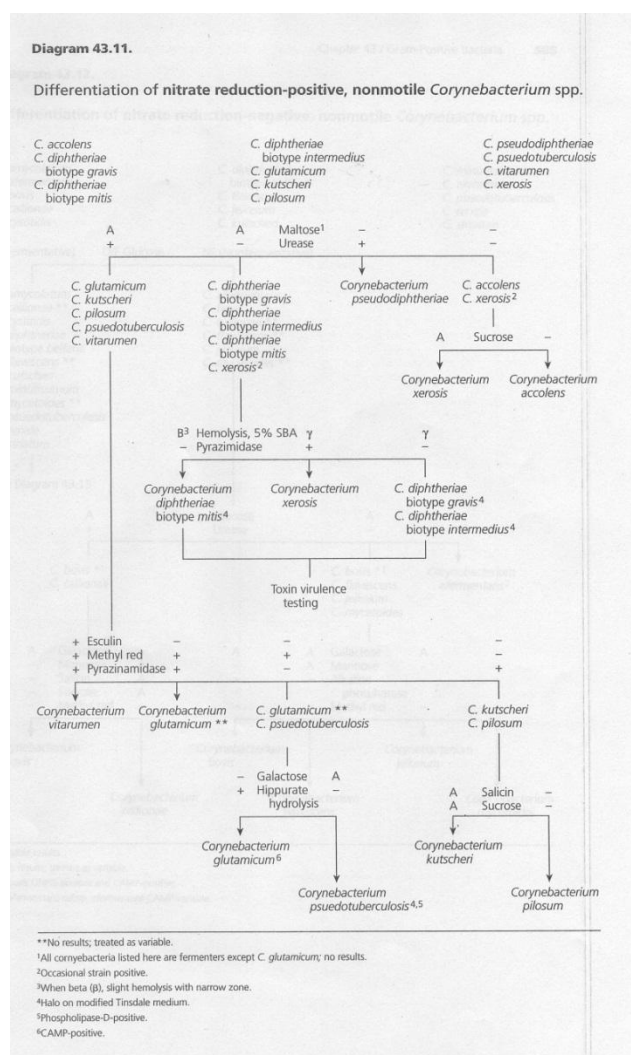 Diagram 43.11.
Differentiation of nitrate reduction-positive, nonmotile Corynebacterium spp.
C. accolens
C. diphtheriae
biotype gravis
C. diphtheriae
biotype mitis
C. diphtheriae
biotype intermedius
C. glutamicum
C. kutscheri
C. pilosum
C. pseudodiphtheriae
C. psuedotuberculosis
C. vitarumen
C. xerosis
A A Maltose¹ – –
+ – Urease + –
C. glutamicum
C. kutscheri
C. pilosum
C. psuedotuberculosis
C. vitarumen
C. diphtheriae
biotype gravis
C. diphtheriae
biotype intermedius
C. diphtheriae
biotype mitis
C. xerosis²
Corynebacterium
pseudodiphtheriae
C. accolens
C. xerosis²
A Sucrose –
Corynebacterium
xerosis
Corynebacterium
accolens
B³ Hemolysis, 5% SBA γ γ
– Pyrazimidase + –
Corynebacterium
diphtheriae
biotype mitis⁴
Corynebacterium
xerosis
C. diphtheriae
biotype gravis⁴
C. diphtheriae
biotype intermedius⁴
Toxin virulence
testing
+ Esculin – – –
+ Methyl red + + –
+ Pyrazinamidase + – +
Corynebacterium
vitarumen
Corynebacterium
glutamicum **
C. glutamicum **
C. psuedotuberculosis
C. kutscheri
C. pilosum
– Galactose A
+ Hippurate –
hydrolysis
A Salicin –
A Sucrose –
Corynebacterium
glutamicum⁶
Corynebacterium
psuedotuberculosis⁴,⁵
Corynebacterium
kutscheri
Corynebacterium
pilosum
**No results; treated as variable.
¹All cornyebacteria listed here are fermenters except C. glutamicum; no results.
²Occasional strain positive.
³When beta (β), slight hemolysis with narrow zone.
⁴Halo on modified Tinsdale medium.
⁵Phospholipase-D-positive.
⁶CAMP-positive.